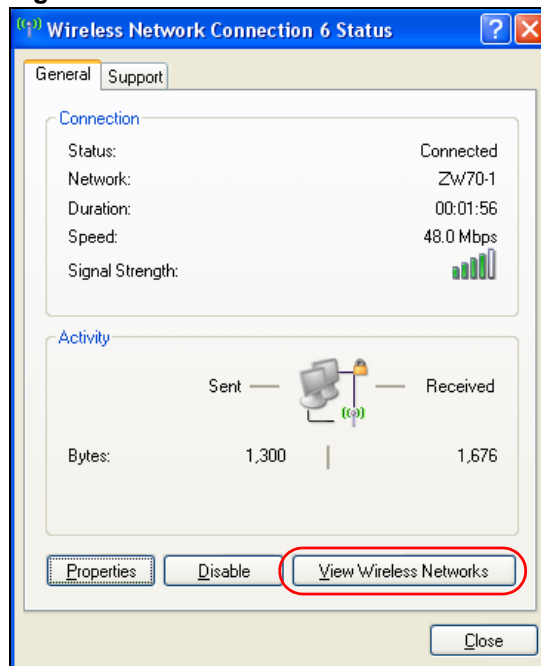 Wireless Network Connection 6 Status
General Support
Connection
Status: Connected
Network: ZW70-1
Duration: 00:01:56
Speed: 48.0 Mbps
Signal Strength:
Activity
Sent Received
Bytes: 1,300 1,676
Properties Disable View Wireless Networks
Close